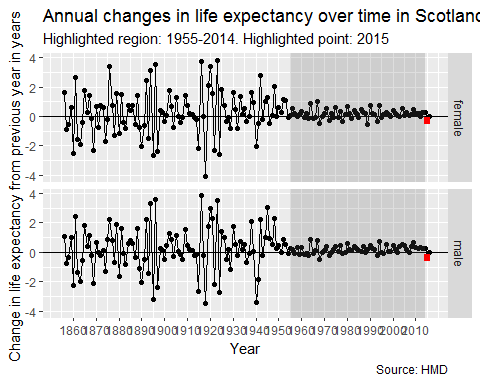 Annual changes in life expectancy over time in Scotland
Highlighted region: 1955-2014. Highlighted point: 2015
Change in life expectancy from previous year in years
4
2
0
-2
-4
female
4
2
0
-2
-4
male
1860 1870 1880 1890 1900 1910 1920 1930 1940 1950 1960 1970 1980 1990 2000 2010
Year
Source: HMD